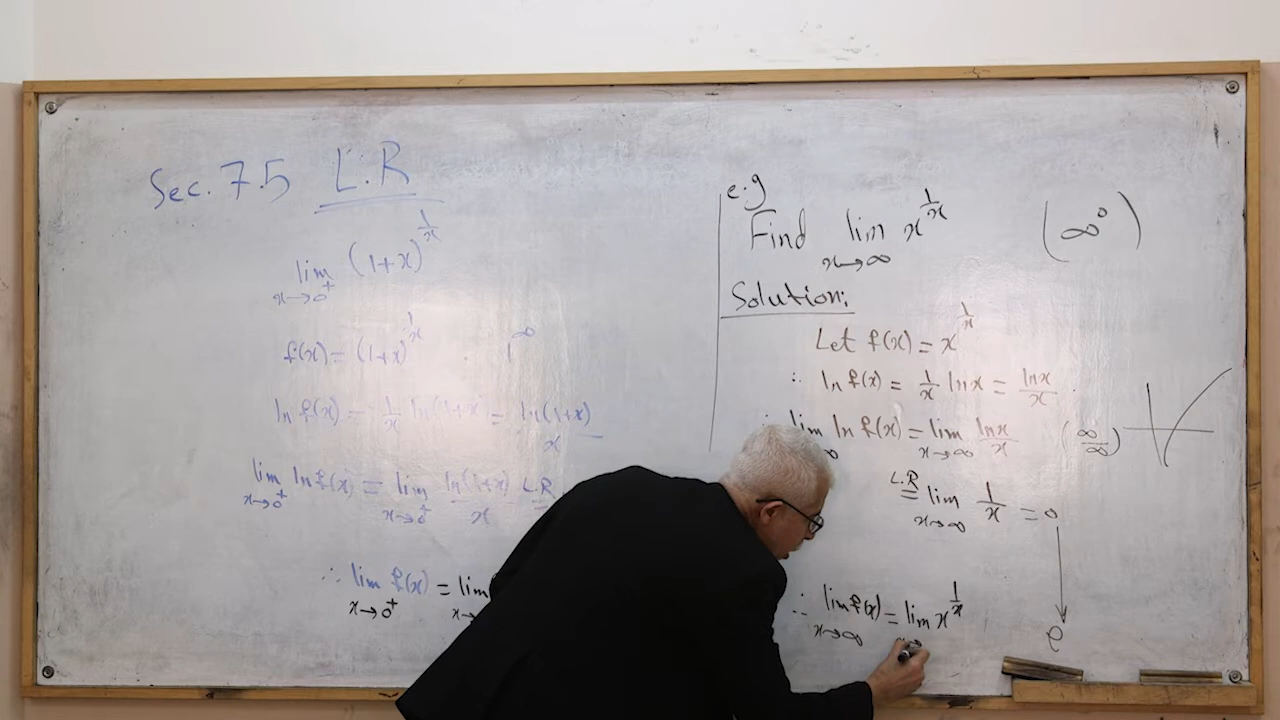 Sec. 7.5 L.R
lim (1+x)^{1/x}
x→0⁺
f(x) = (1+x)^{1/x} 1^∞
ln f(x) = 1/x ln(1+x) = ln(1+x)/x
lim ln f(x) = lim ln(1+x)/x L.R =
x→0⁺ x→0⁺
∴ lim f(x) = lim
x→0⁺ x→
e.g
Find lim x^{1/x} (∞⁰)
x→∞
Solution:
Let f(x) = x^{1/x}
∴ ln f(x) = 1/x ln x = ln x/x
∴ lim ln f(x) = lim ln x/x (∞/∞)
∞ x→∞
L.R = lim 1/x = 0
x→∞
∴ lim f(x) = lim x^{1/x} e
x→∞